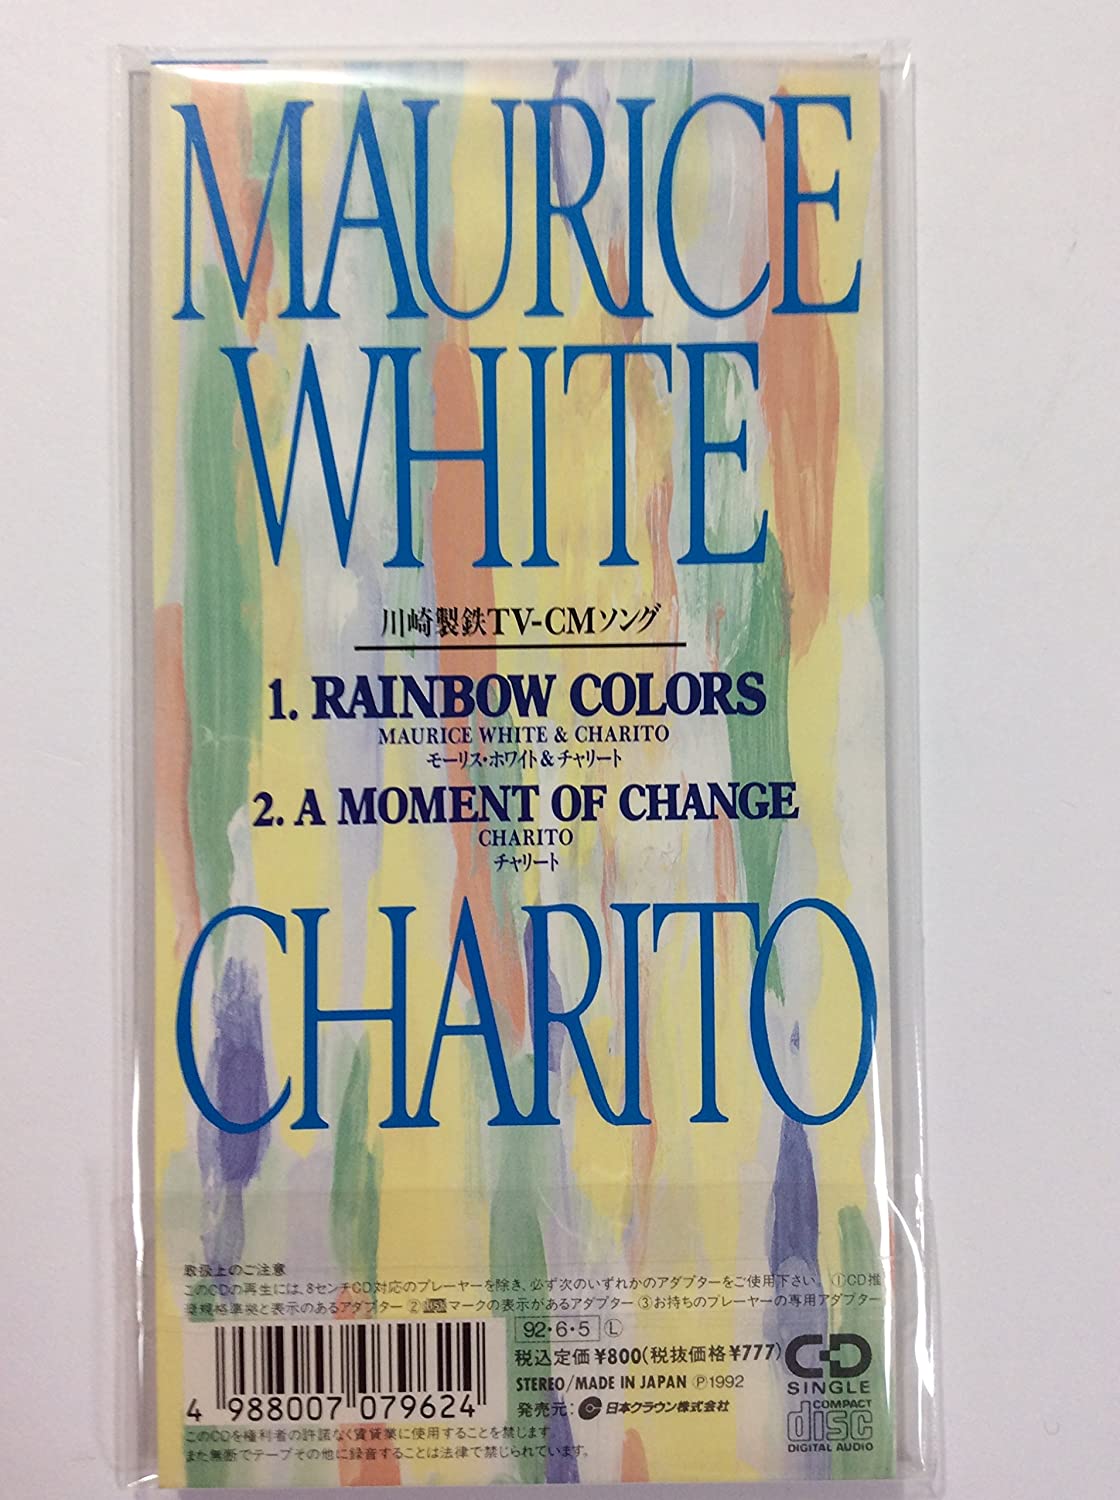 MAURICE
WHITE
川崎製鉄TV-CMソング
1. RAINBOW COLORS
MAURICE WHITE & CHARITO
モーリス・ホワイト&チャリート
2. A MOMENT OF CHANGE
CHARITO
チャリート
CHARITO
取扱上のご注意
このCDの再生には、8センチCD対応のプレーヤーを除き、必ず次のいずれかのアダプターをご使用下さい。①CD推
奨規格準拠と表示のあるアダプター ②マークの表示があるアダプター ③お持ちのプレーヤーの専用アダプター
92・6・5 Ⓛ
税込定価¥800(税抜価格¥777)
STEREO/MADE IN JAPAN Ⓟ1992
発売元: 日本クラウン株式会社
CD
SINGLE
COMPACT
disc
DIGITAL AUDIO
4 988007 079624
このCDを権利者の許諾なく賃貸業に使用することを禁じます。
また無断でテープその他に録音することは法律で禁じられています。